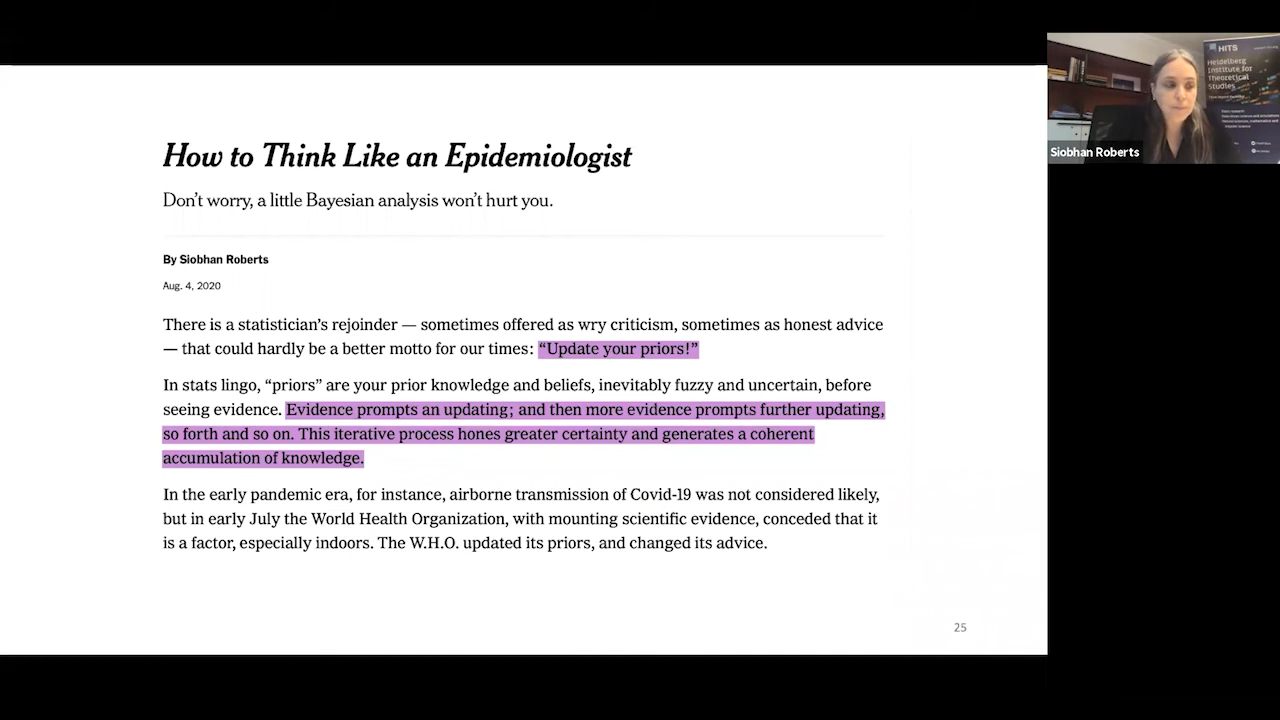 How to Think Like an Epidemiologist
Don’t worry, a little Bayesian analysis won’t hurt you.
By Siobhan Roberts
Aug. 4, 2020
There is a statistician’s rejoinder — sometimes offered as wry criticism, sometimes as honest advice
— that could hardly be a better motto for our times: “Update your priors!”
In stats lingo, “priors” are your prior knowledge and beliefs, inevitably fuzzy and uncertain, before
seeing evidence. Evidence prompts an updating; and then more evidence prompts further updating,
so forth and so on. This iterative process hones greater certainty and generates a coherent
accumulation of knowledge.
In the early pandemic era, for instance, airborne transmission of Covid-19 was not considered likely,
but in early July the World Health Organization, with mounting scientific evidence, conceded that it
is a factor, especially indoors. The W.H.O. updated its priors, and changed its advice.
25
HITS
Heidelberg
Institute for
Theoretical
Studies
Siobhan Roberts